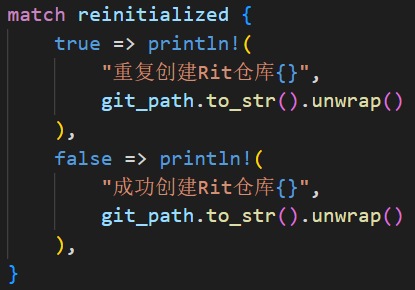 match reinitialized {
    true => println!(
        "重复创建Rit仓库{}",
        git_path.to_str().unwrap()
    ),
    false => println!(
        "成功创建Rit仓库{}",
        git_path.to_str().unwrap()
    ),
}